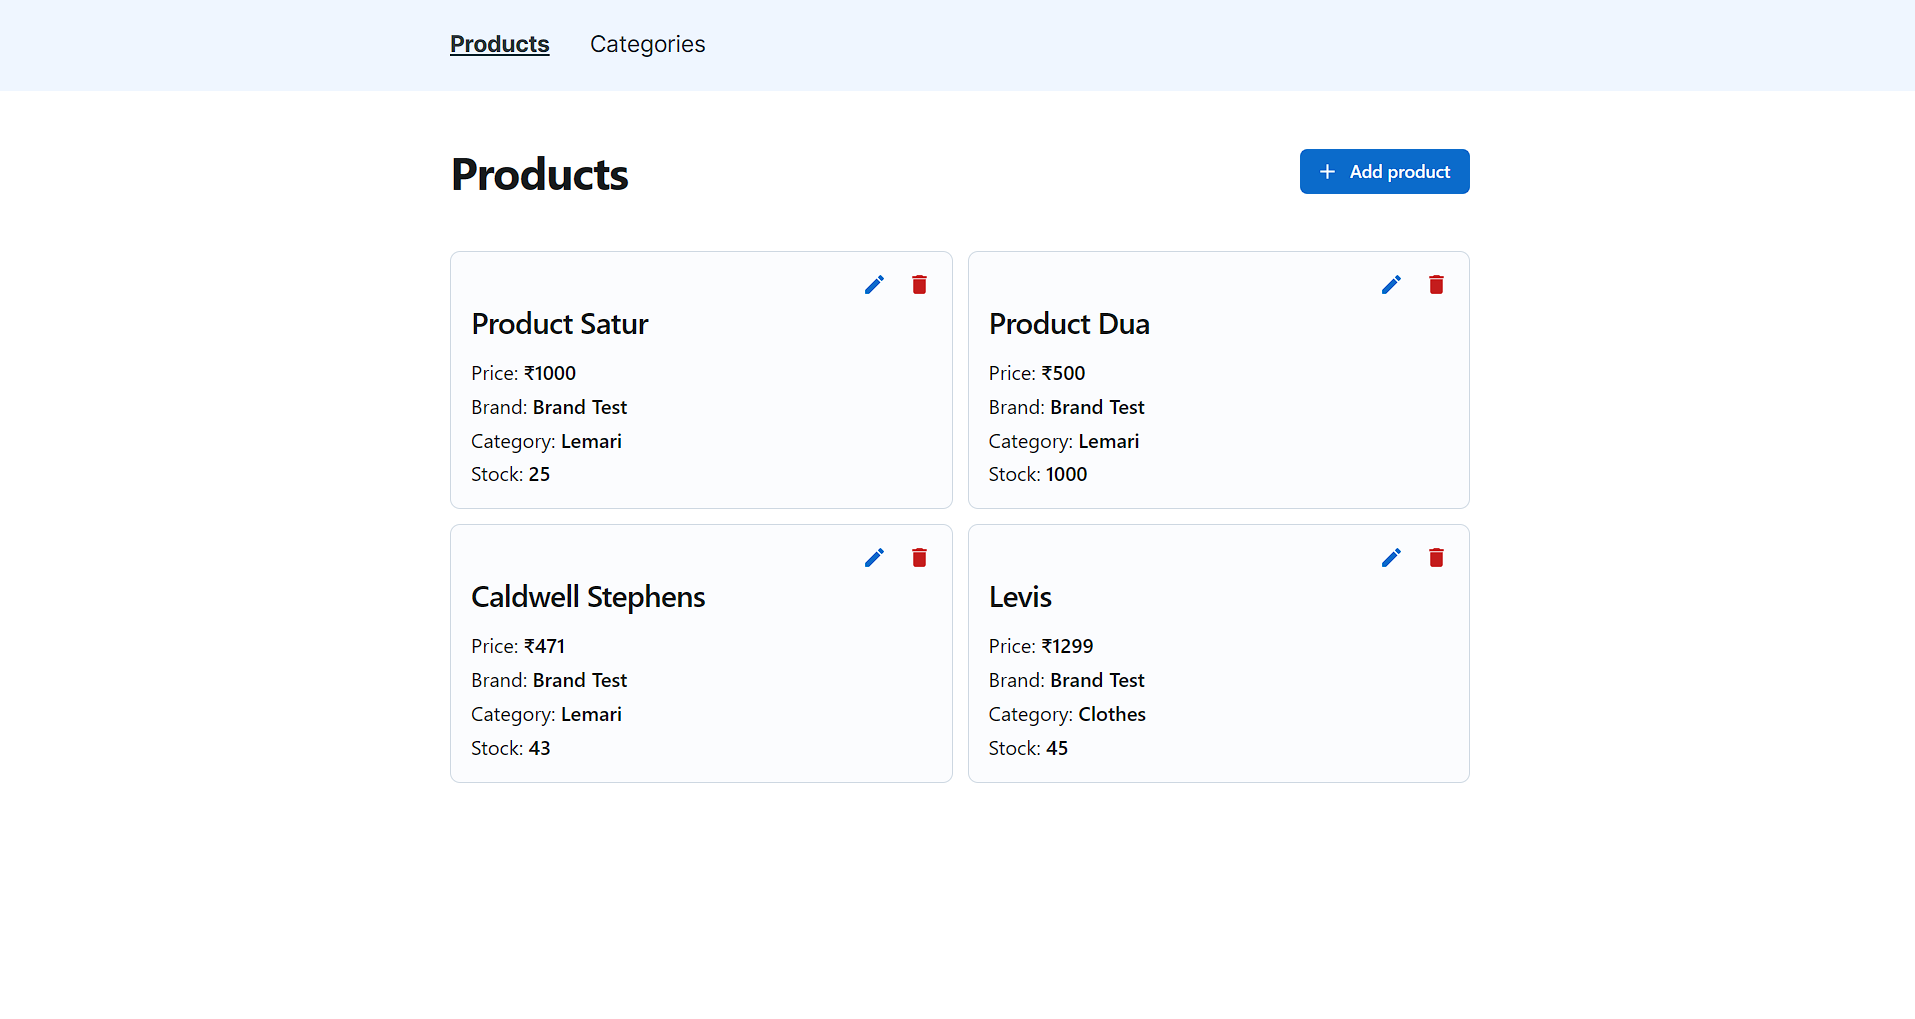 Products Categories
Products
+ Add product
Product Satur
Price: ₹1000
Brand: Brand Test
Category: Lemari
Stock: 25
Product Dua
Price: ₹500
Brand: Brand Test
Category: Lemari
Stock: 1000
Caldwell Stephens
Price: ₹471
Brand: Brand Test
Category: Lemari
Stock: 43
Levis
Price: ₹1299
Brand: Brand Test
Category: Clothes
Stock: 45